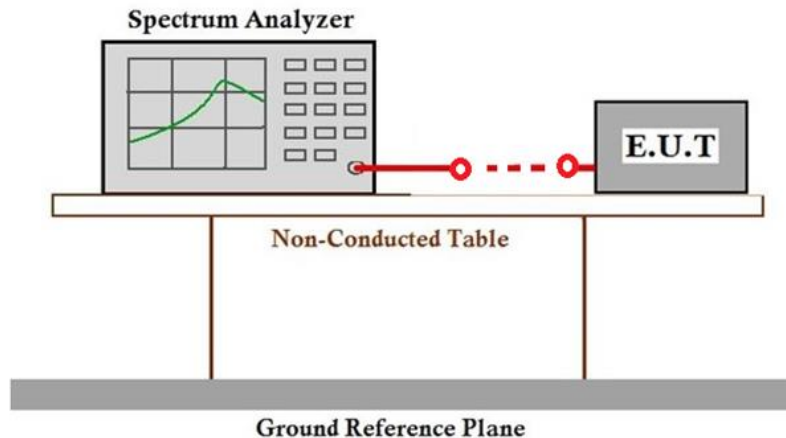 Spectrum Analyzer
E.U.T
Non-Conducted Table
Ground Reference Plane